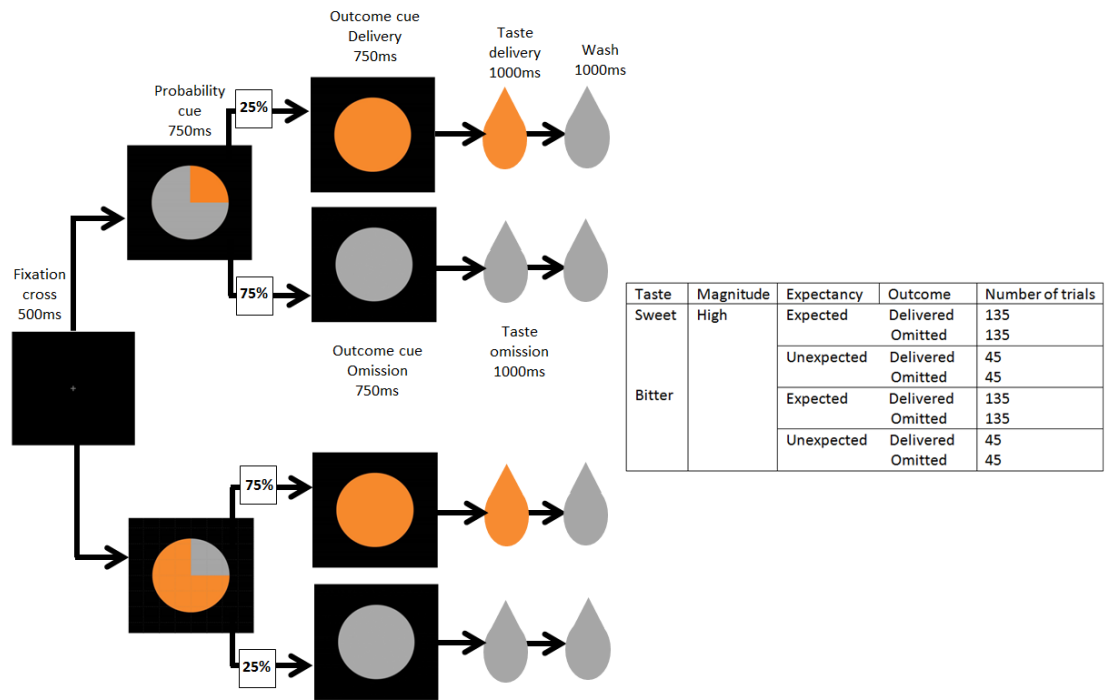 Outcome cue
Delivery
750ms
Taste
delivery
1000ms
Wash
1000ms
Probability
cue
750ms
25%
75%
Fixation
cross
500ms
Outcome cue
Omission
750ms
Taste
omission
1000ms
75%
25%
Taste Magnitude Expectancy Outcome Number of trials
Sweet High Expected Delivered 135
Omitted 135
Unexpected Delivered 45
Omitted 45
Bitter Expected Delivered 135
Omitted 135
Unexpected Delivered 45
Omitted 45